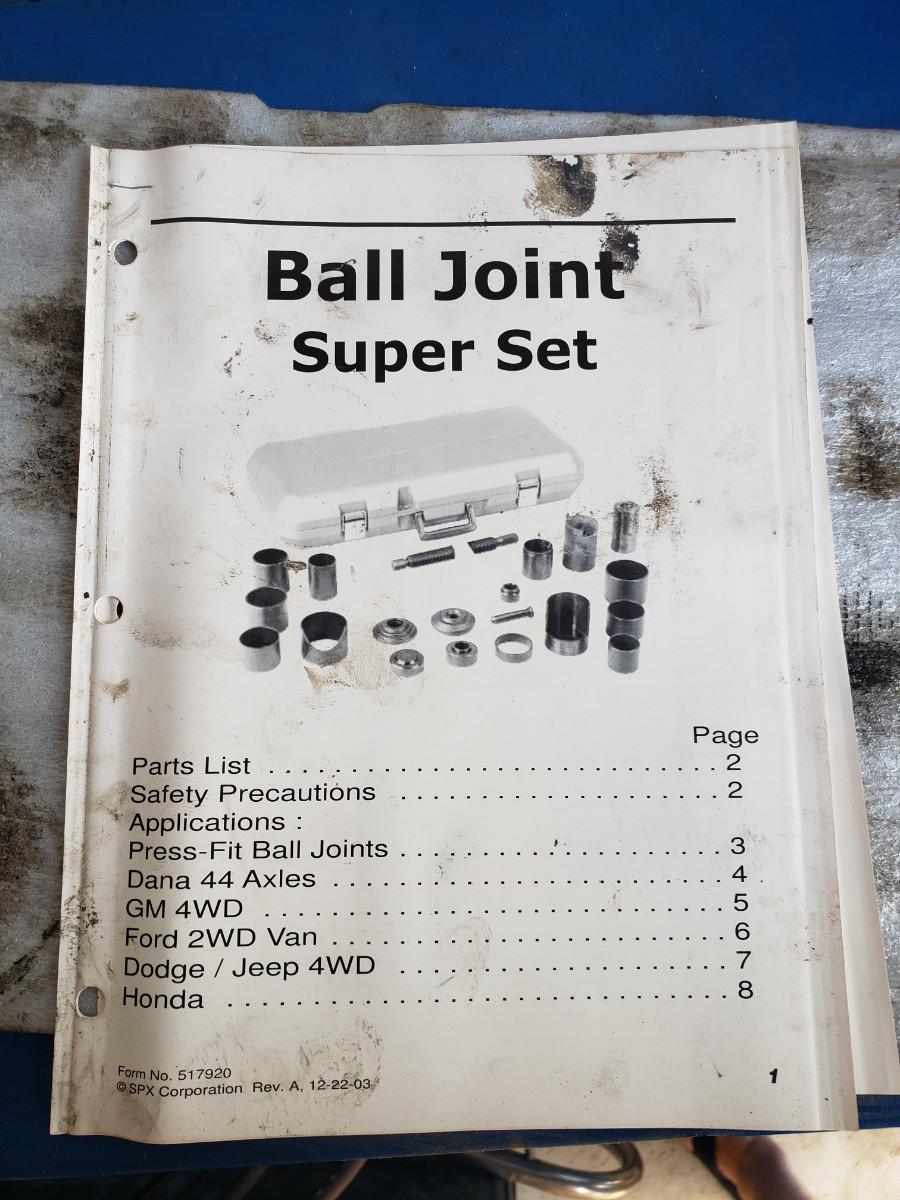 Ball Joint
Super Set
Page
Parts List . . . . . . . . . . . . . . . . . . . . . . . . . . . . . . . . . . 2
Safety Precautions . . . . . . . . . . . . . . . . . . . . . . . . . 2
Applications :
Press-Fit Ball Joints . . . . . . . . . . . . . . . . . . . . . . . . . 3
Dana 44 Axles . . . . . . . . . . . . . . . . . . . . . . . . . . . . . 4
GM 4WD . . . . . . . . . . . . . . . . . . . . . . . . . . . . . . . . . . 5
Ford 2WD Van . . . . . . . . . . . . . . . . . . . . . . . . . . . . . 6
Dodge / Jeep 4WD . . . . . . . . . . . . . . . . . . . . . . . . . 7
Honda . . . . . . . . . . . . . . . . . . . . . . . . . . . . . . . . . . . . . 8
Form No. 517920
©SPX Corporation Rev. A, 12-22-03
1